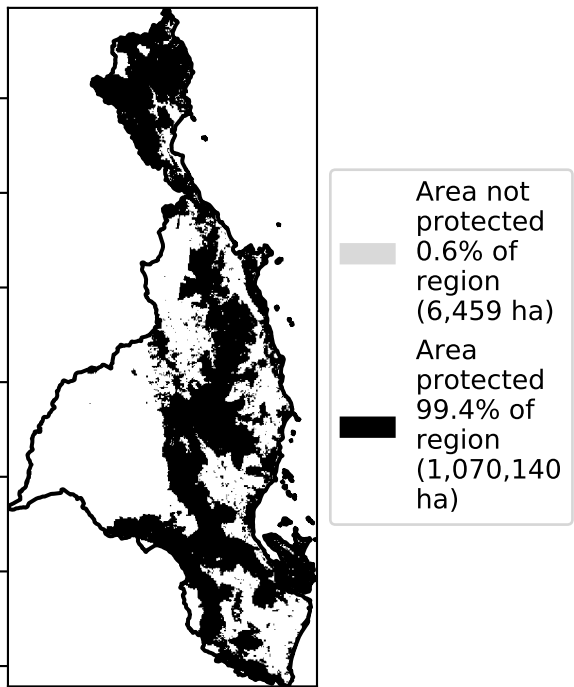 Area not
protected
0.6% of
region
(6,459 ha)
Area
protected
99.4% of
region
(1,070,140
ha)